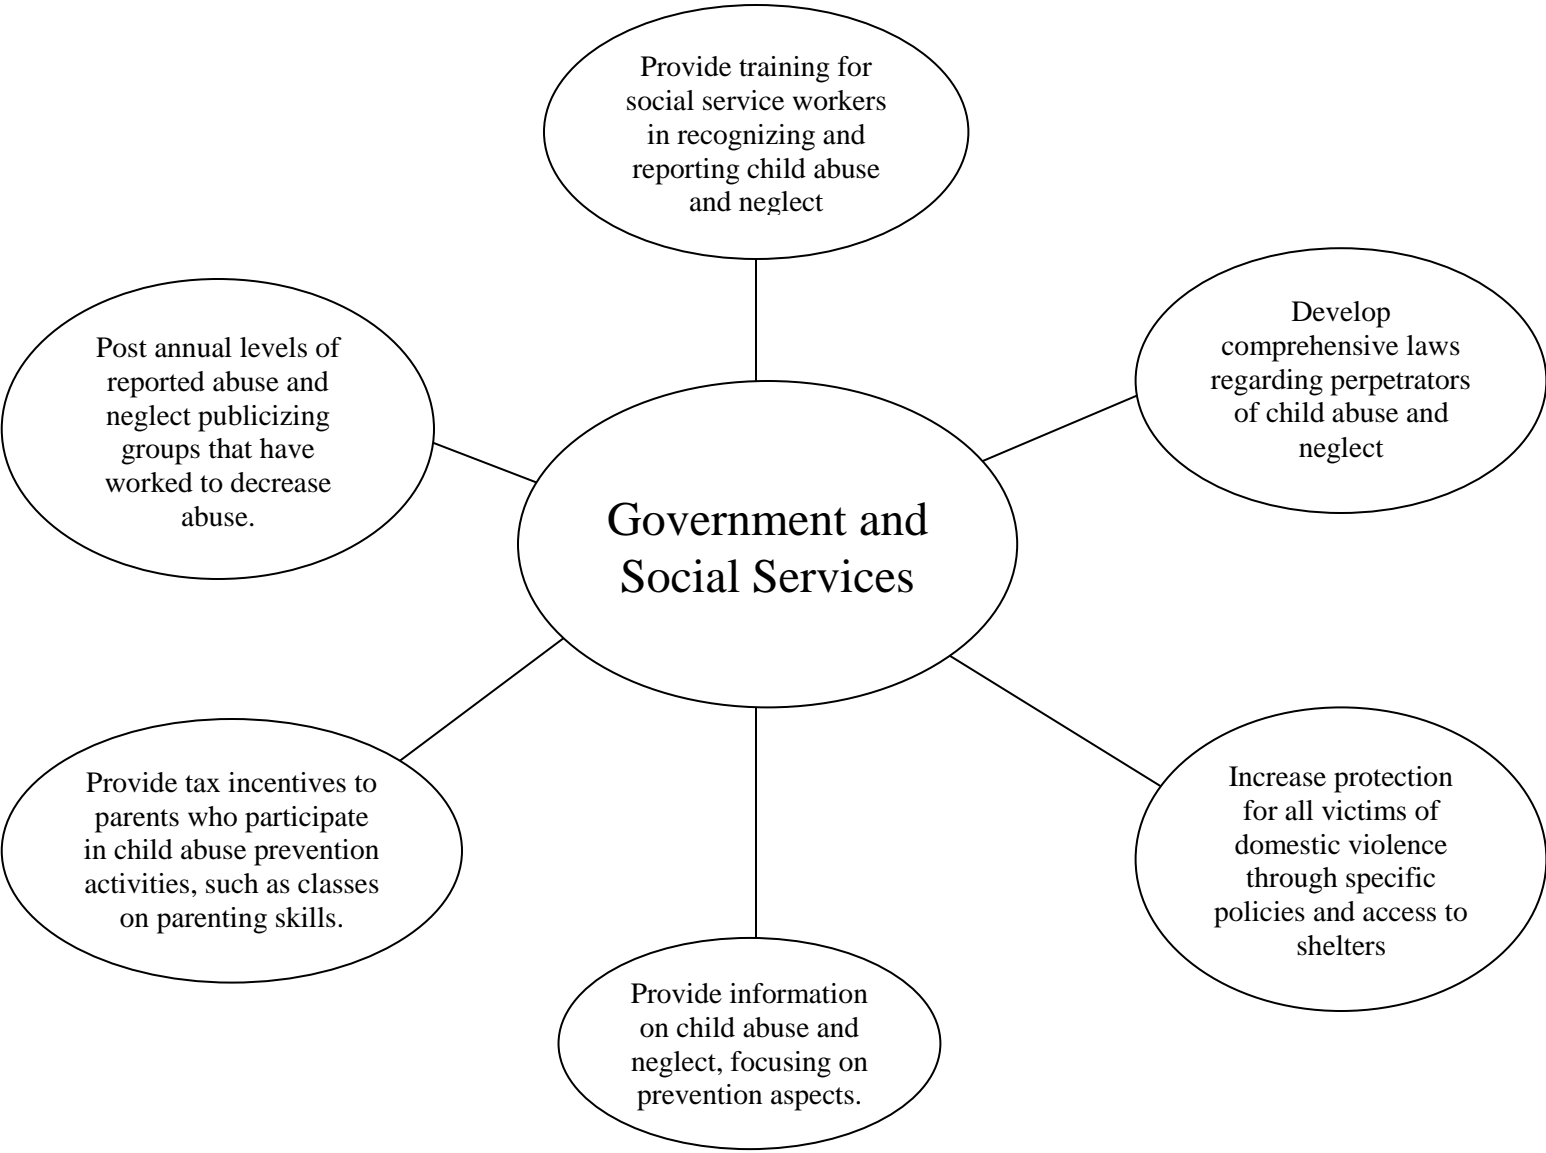 Provide training for
social service workers
in recognizing and
reporting child abuse
and neglect
Develop
comprehensive laws
regarding perpetrators
of child abuse and
neglect
Post annual levels of
reported abuse and
neglect publicizing
groups that have
worked to decrease
abuse.
Government and
Social Services
Provide tax incentives to
parents who participate
in child abuse prevention
activities, such as classes
on parenting skills.
Increase protection
for all victims of
domestic violence
through specific
policies and access to
shelters
Provide information
on child abuse and
neglect, focusing on
prevention aspects.